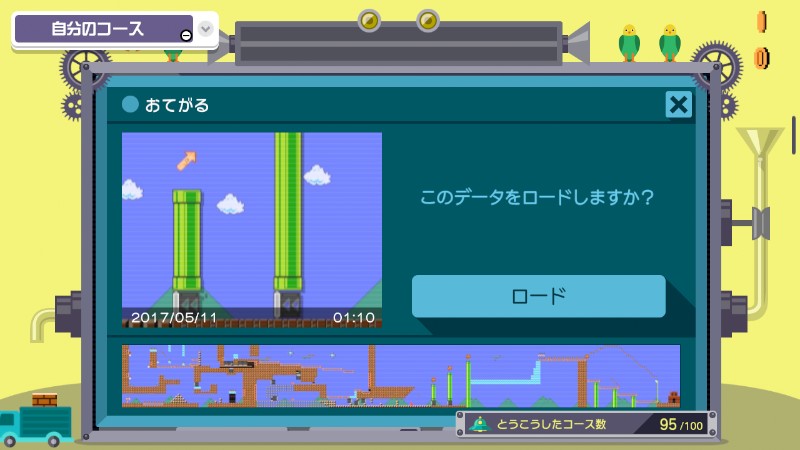 自分のコース
おてがる
このデータをロードしますか?
ロード
2017/05/11 01:10
とうこうしたコース数 95/100